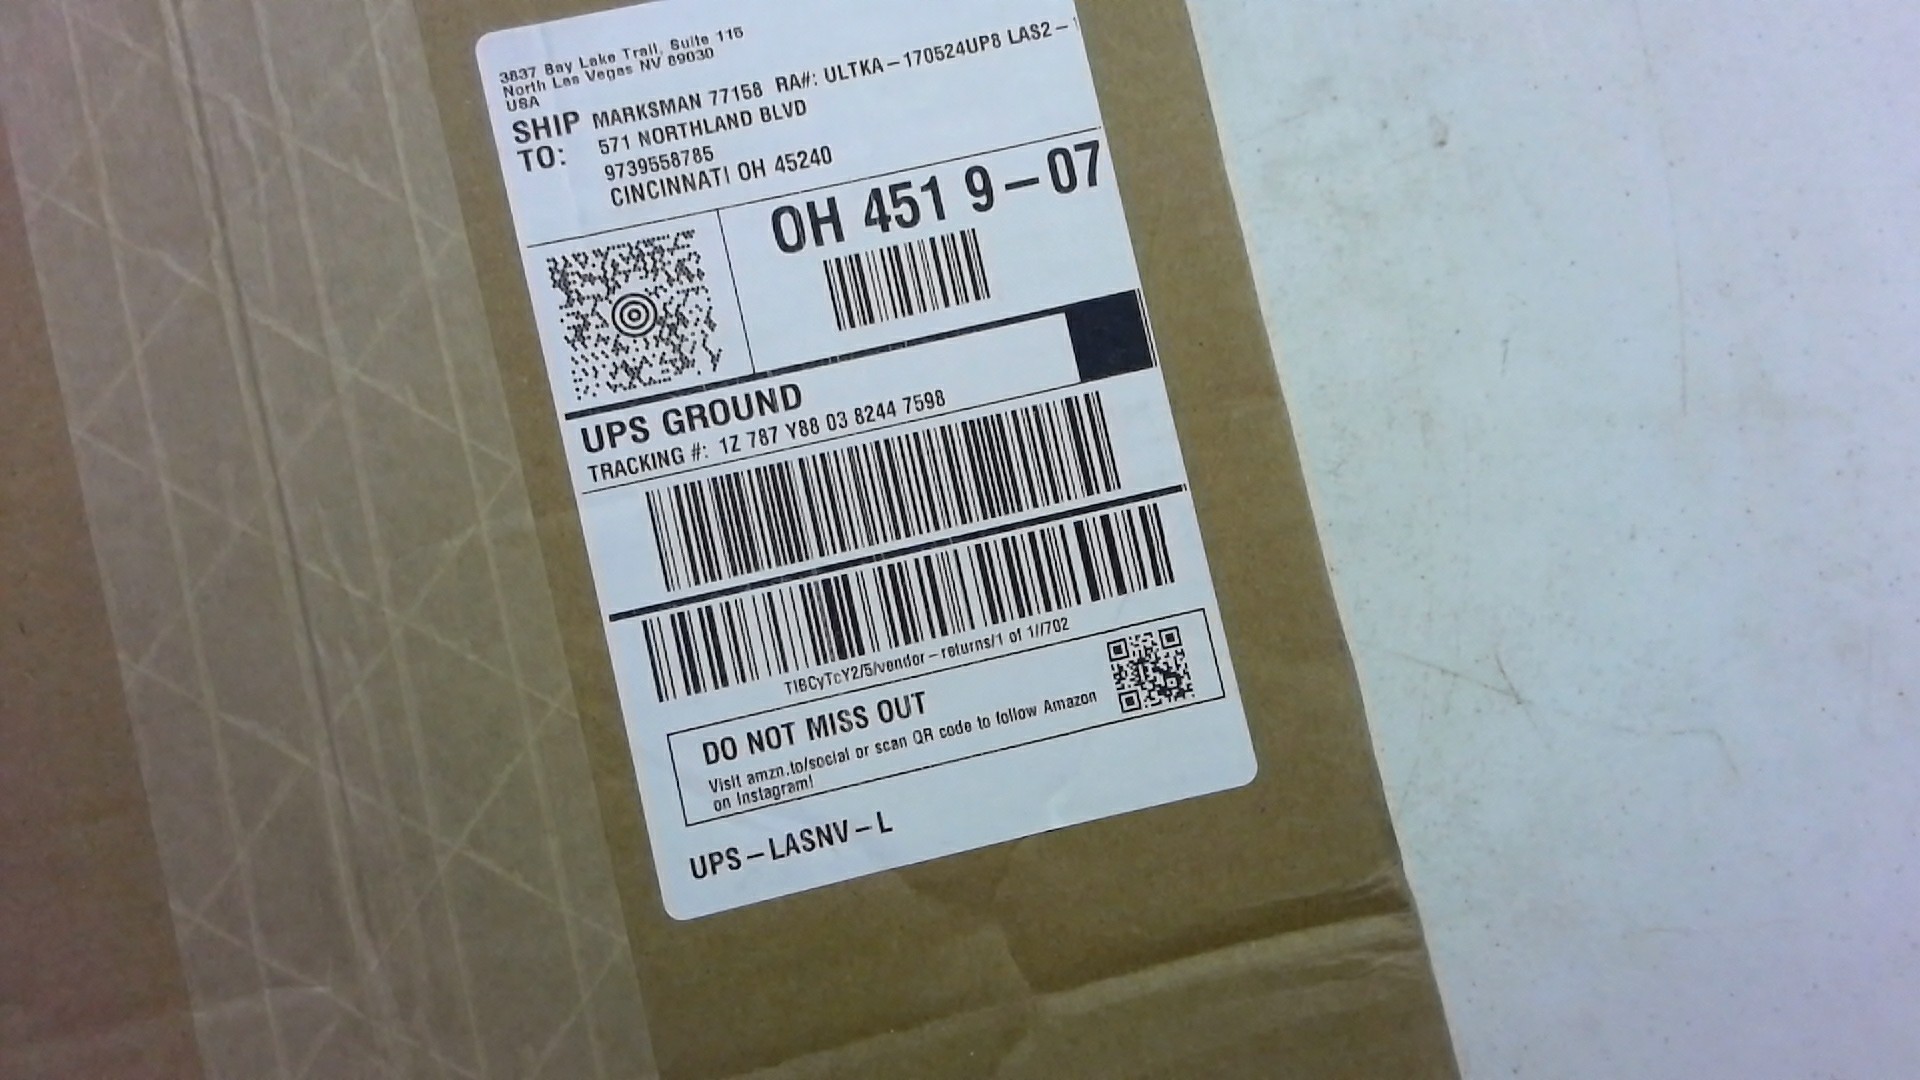 3837 Bay Lake Trail, Suite 115
North Las Vegas NV 89030
USA
SHIP TO:
MARKSMAN 77158 RA#: ULTKA-170524UP8 LAS2-
571 NORTHLAND BLVD
9739558785
CINCINNATI OH 45240
OH 451 9-07
UPS GROUND
TRACKING #: 1Z 787 Y88 03 8244 7598
TIBCyTcY2/5/vendor-returns/1 of 1//702
DO NOT MISS OUT
Visit amzn.to/social or scan QR code to follow Amazon
on Instagram!
UPS-LASNV-L